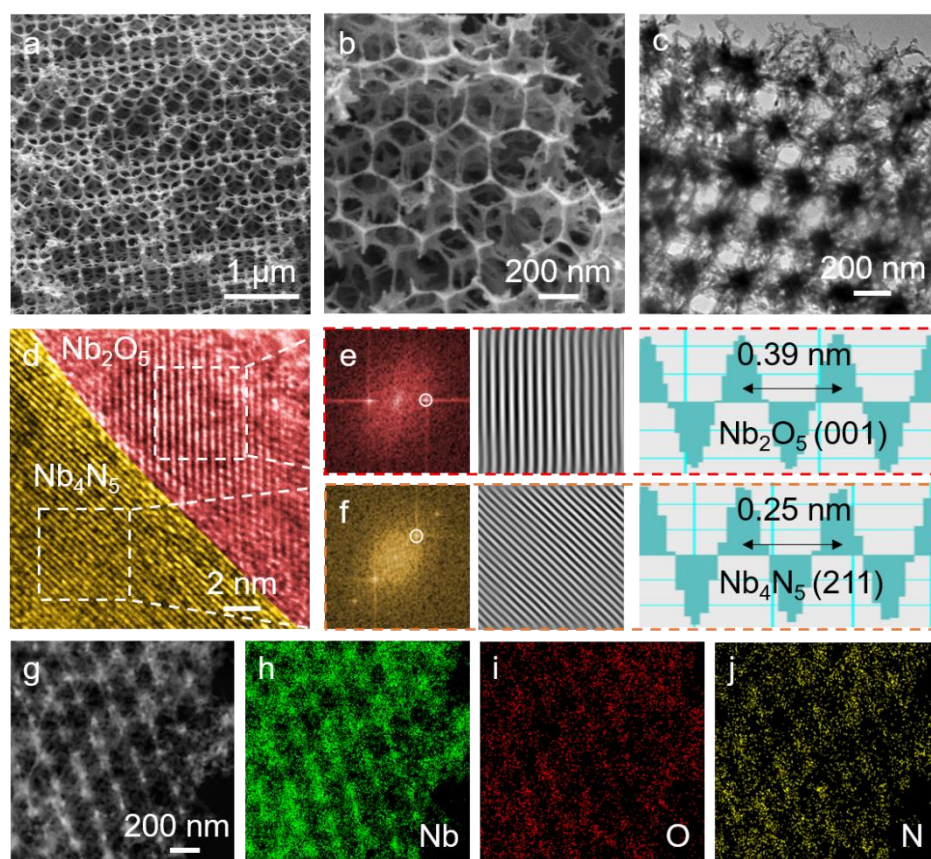 a
1 μm
b
200 nm
c
200 nm
d
Nb₂O₅
Nb₄N₅
2 nm
e
0.39 nm
Nb₂O₅ (001)
f
0.25 nm
Nb₄N₅ (211)
g
200 nm
h
Nb
i
O
j
N